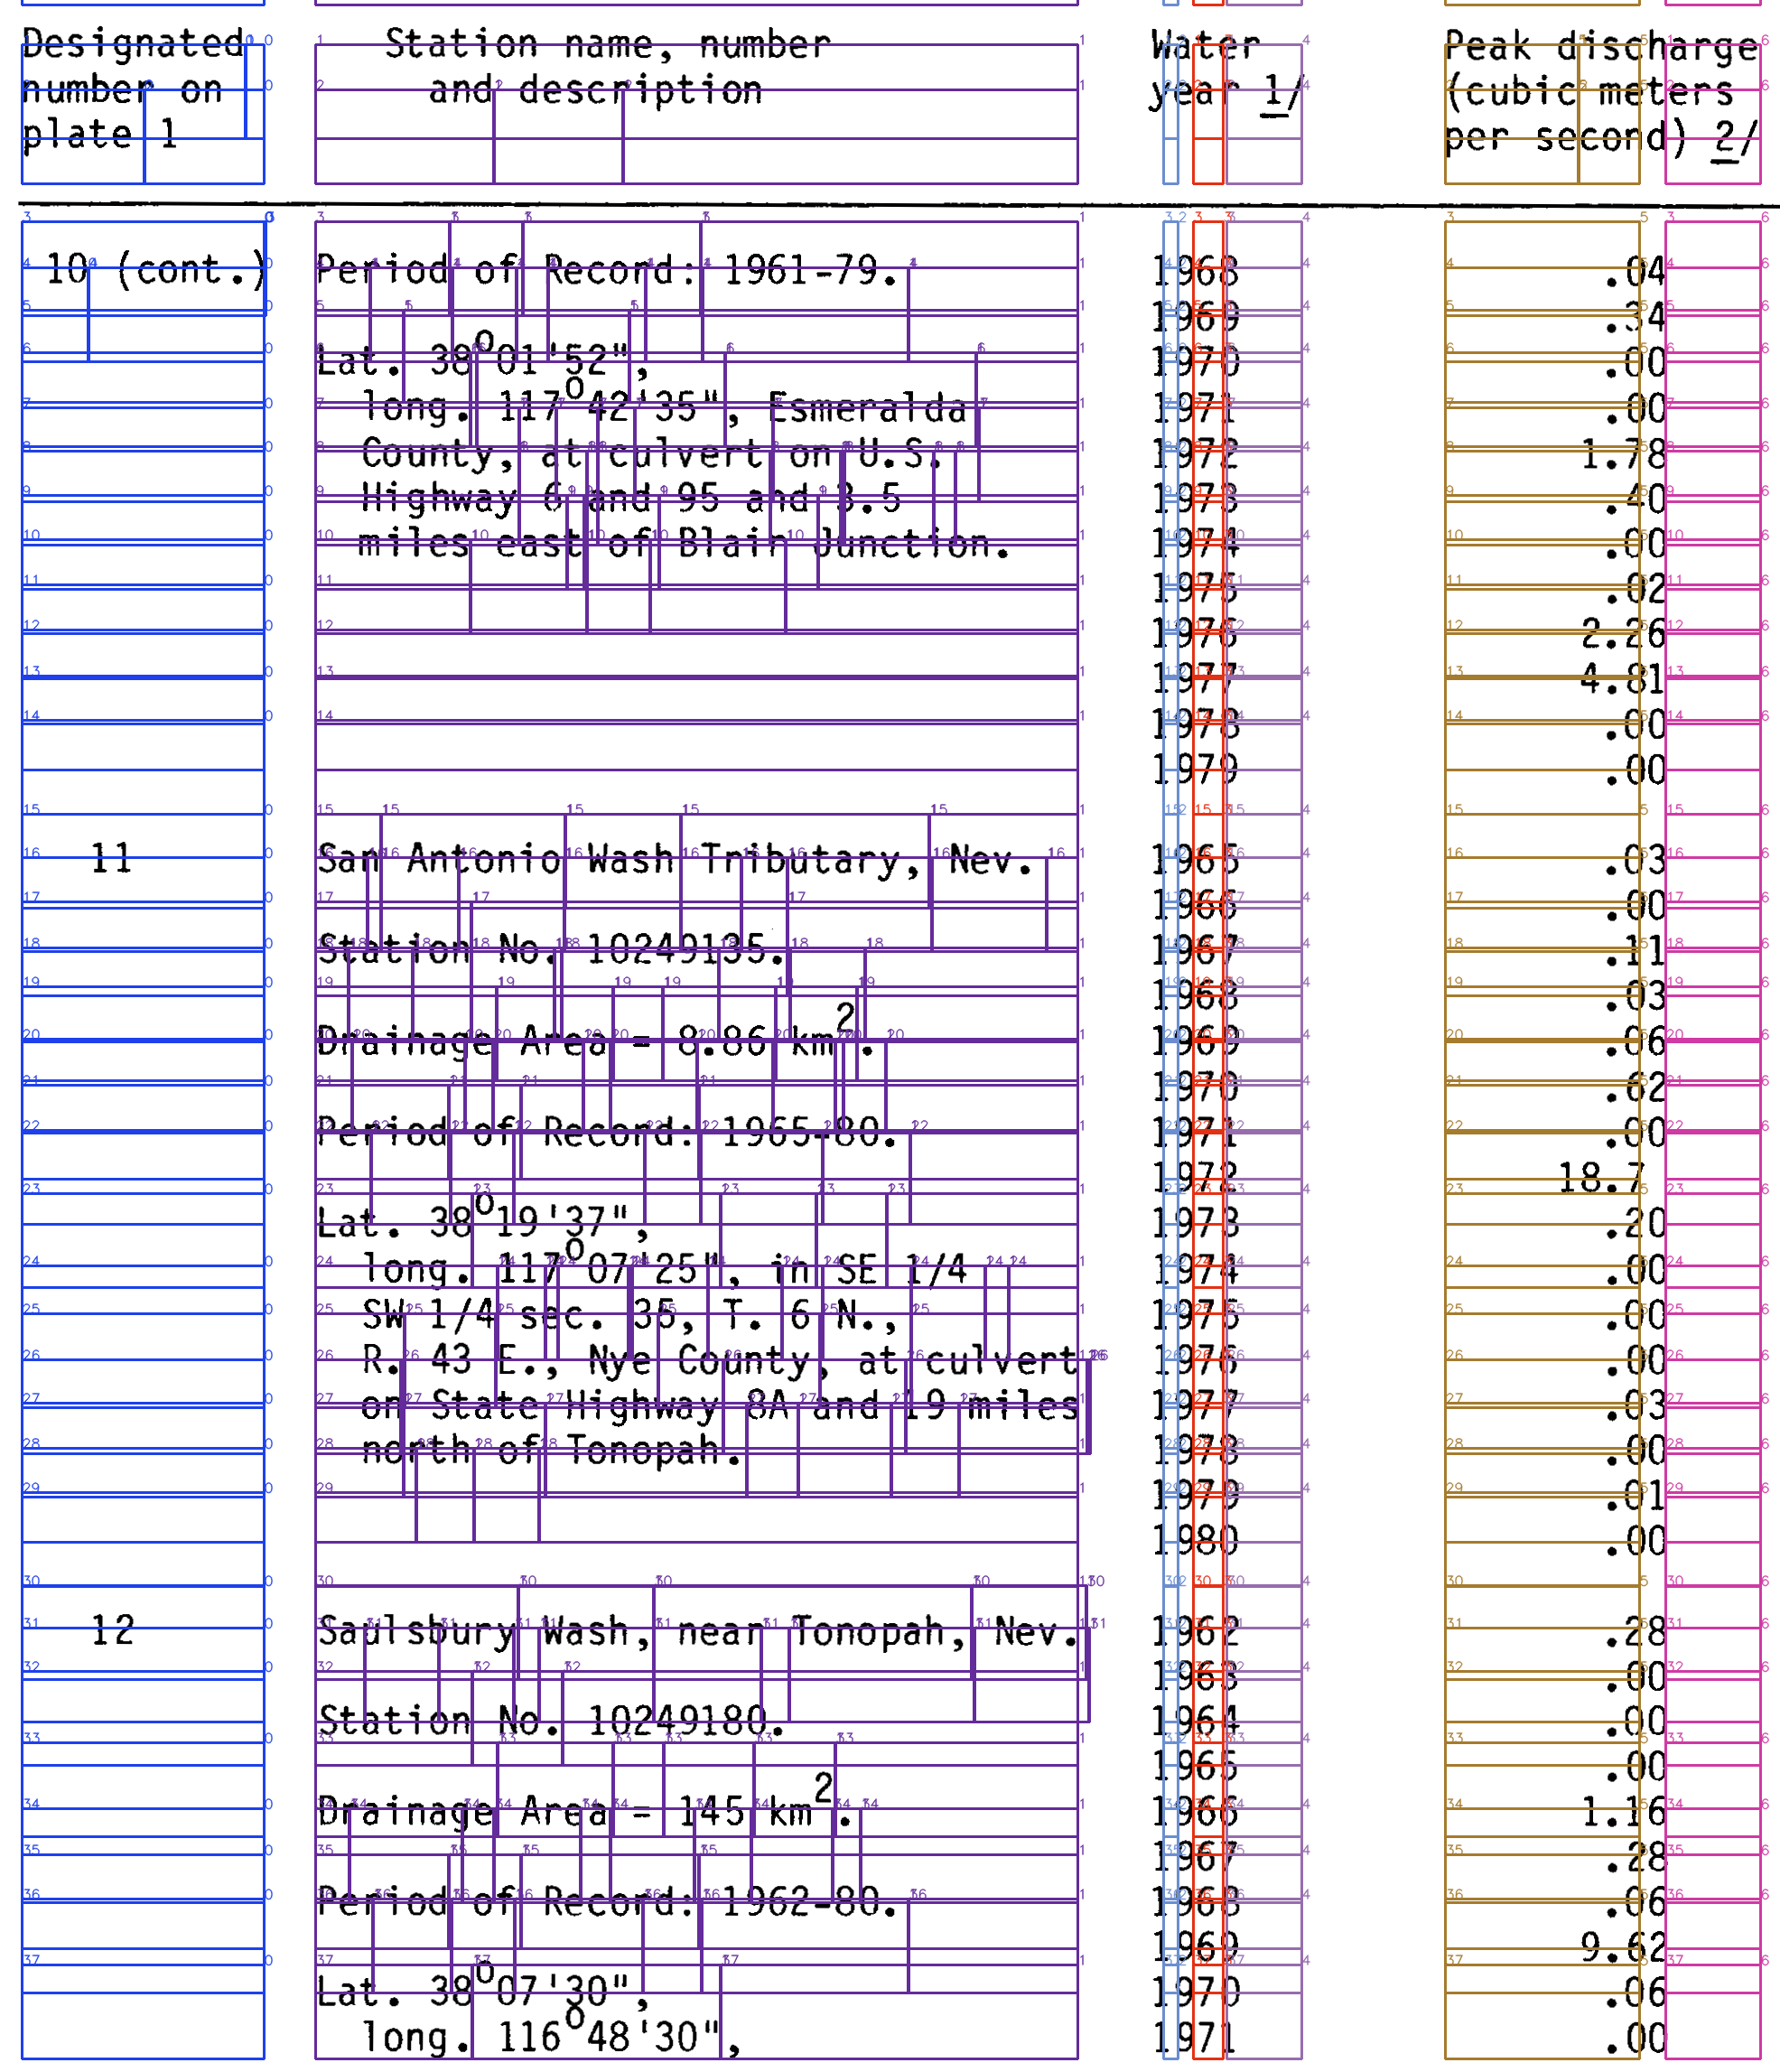 Designated Station name, number Water Peak discharge
number on and description year 1/ (cubic meters
plate 1 per second) 2/
10 (cont.) Period of Record: 1961-79. 1968 .04
1969 .34
Lat. 38°01'52", 1970 .00
long. 117°42'35", Esmeralda 1971 .00
County, at culvert on U.S. 1972 1.78
Highway 6 and 95 and 3.5 1973 .40
miles east of Blair Junction. 1974 .00
1975 .02
1976 2.26
1977 4.81
1978 .00
1979 .00
11 San Antonio Wash Tributary, Nev. 1965 .03
1966 .00
Station No. 10249135. 1967 .11
1968 .03
Drainage Area = 8.86 km2. 1969 .06
1970 .62
Period of Record: 1965-80. 1971 .00
1972 18.7
Lat. 38°19'37", 1973 .20
long. 117°07'25", in SE 1/4 1974 .00
SW 1/4 sec. 35, T. 6 N., 1975 .00
R. 43 E., Nye County, at culvert 1976 .00
on State Highway 8A and 19 miles 1977 .03
north of Tonopah. 1978 .00
1979 .01
1980 .00
12 Saulsbury Wash, near Tonopah, Nev. 1962 .28
1963 .00
Station No. 10249180. 1964 .00
1965 .00
Drainage Area = 145 km2. 1966 1.16
1967 .28
Period of Record: 1962-80. 1968 .06
1969 9.62
Lat. 38°07'30", 1970 .06
long. 116°48'30", 1971 .00